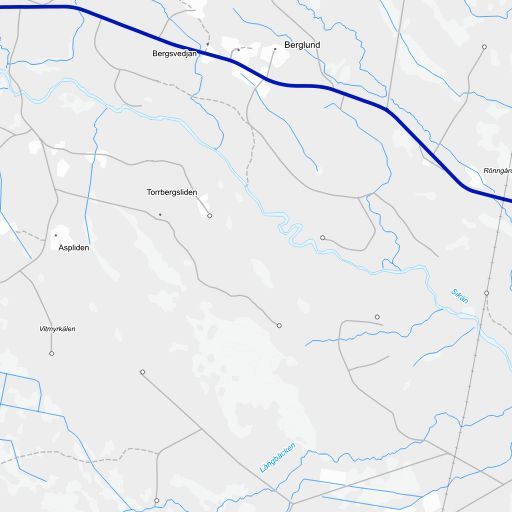 Berglund
Bergsvedjan
Rönngård
Torrbergsliden
Aspliden
Sikån
Vitmyrkälen
Långbäcken